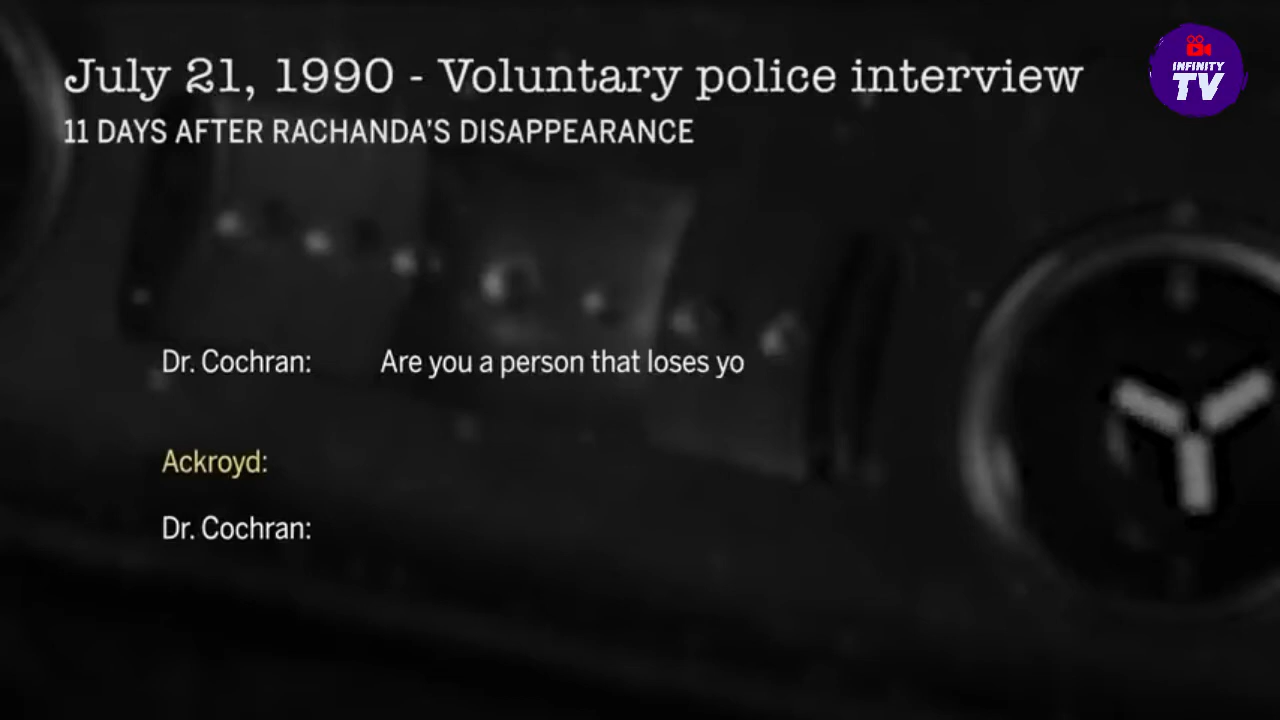 July 21, 1990 - Voluntary police interview
11 DAYS AFTER RACHANDA'S DISAPPEARANCE
INFINITY
TV
Dr. Cochran: Are you a person that loses yo
Ackroyd:
Dr. Cochran: